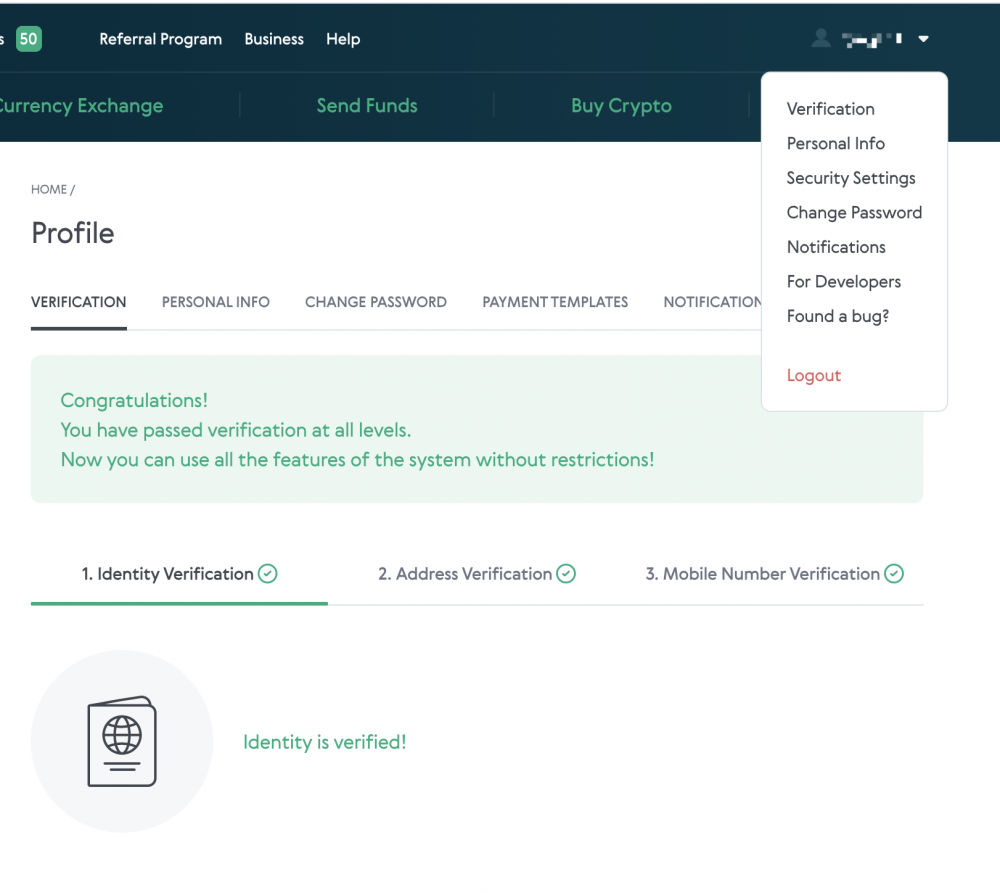 50 Referral Program Business Help
Currency Exchange Send Funds Buy Crypto
Verification
Personal Info
Security Settings
Change Password
Notifications
For Developers
Found a bug?
Logout
HOME /
Profile
VERIFICATION PERSONAL INFO CHANGE PASSWORD PAYMENT TEMPLATES NOTIFICATION
Congratulations!
You have passed verification at all levels.
Now you can use all the features of the system without restrictions!
1. Identity Verification 2. Address Verification 3. Mobile Number Verification
Identity is verified!